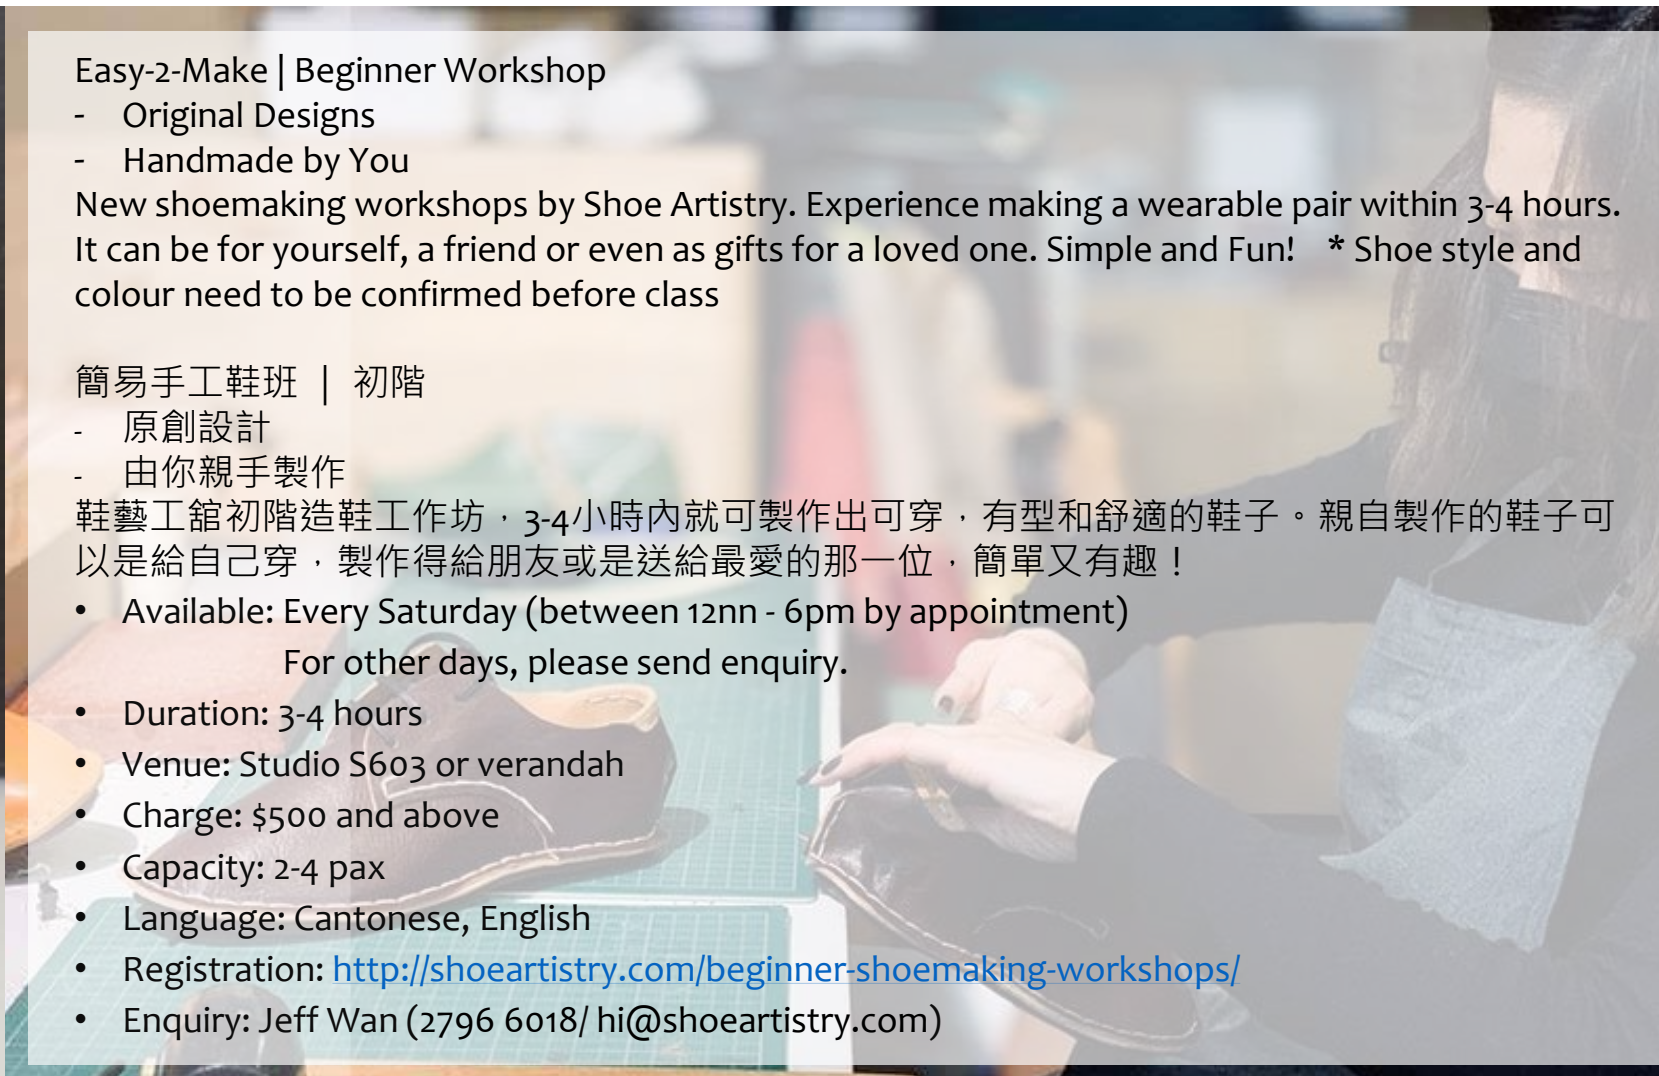 Easy-2-Make | Beginner Workshop
- Original Designs
- Handmade by You
New shoemaking workshops by Shoe Artistry. Experience making a wearable pair within 3-4 hours.
It can be for yourself, a friend or even as gifts for a loved one. Simple and Fun! * Shoe style and
colour need to be confirmed before class
簡易手工鞋班 | 初階
- 原創設計
- 由你親手製作
鞋藝工舘初階造鞋工作坊，3-4小時內就可製作出可穿，有型和舒適的鞋子。親自製作的鞋子可
以是給自己穿，製作得給朋友或是送給最愛的那一位，簡單又有趣！
• Available: Every Saturday (between 12nn - 6pm by appointment)
For other days, please send enquiry.
• Duration: 3-4 hours
• Venue: Studio S603 or verandah
• Charge: $500 and above
• Capacity: 2-4 pax
• Language: Cantonese, English
• Registration: http://shoeartistry.com/beginner-shoemaking-workshops/
• Enquiry: Jeff Wan (2796 6018/ hi@shoeartistry.com)